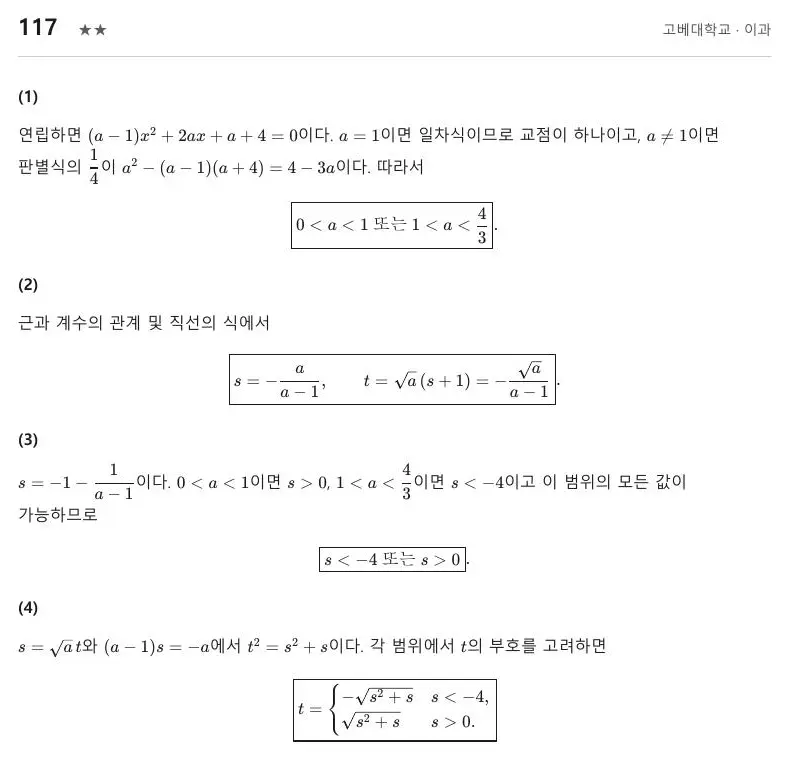 117 ★★ 고베대학교 · 이과
(1)
연립하면 (a − 1)x² + 2ax + a + 4 = 0이다. a = 1이면 일차식이므로 교점이 하나이고, a ≠ 1이면
판별식의 1/4이 a² − (a − 1)(a + 4) = 4 − 3a이다. 따라서
0 < a < 1 또는 1 < a < 4/3.
(2)
근과 계수의 관계 및 직선의 식에서
s = −a/(a − 1), t = √a (s + 1) = −√a/(a − 1).
(3)
s = −1 − 1/(a − 1)이다. 0 < a < 1이면 s > 0, 1 < a < 4/3이면 s < −4이고 이 범위의 모든 값이
가능하므로
s < −4 또는 s > 0.
(4)
s = √a t와 (a − 1)s = −a에서 t² = s² + s이다. 각 범위에서 t의 부호를 고려하면
t = { −√(s² + s) s < −4,
√(s² + s) s > 0.